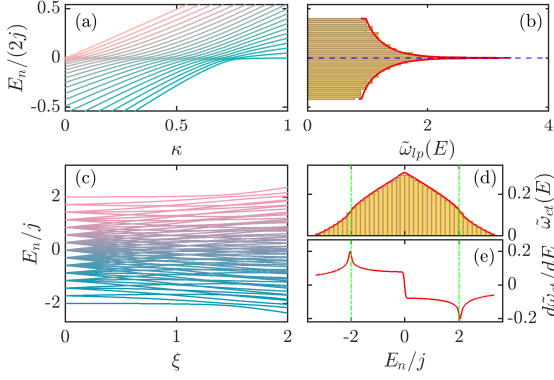 (a)
E_n/(2j)
0.5
0
-0.5
0 0.5 1
κ
(b)
0 2 4
ω̃_lp(E)
(c)
E_n/j
2
1
0
-1
-2
0 1 2
ξ
(d)
0.2
0
ω̃_ct(E)
(e)
0.2
0
-0.2
dω̃_ct/dE
-2 0 2
E_n/j